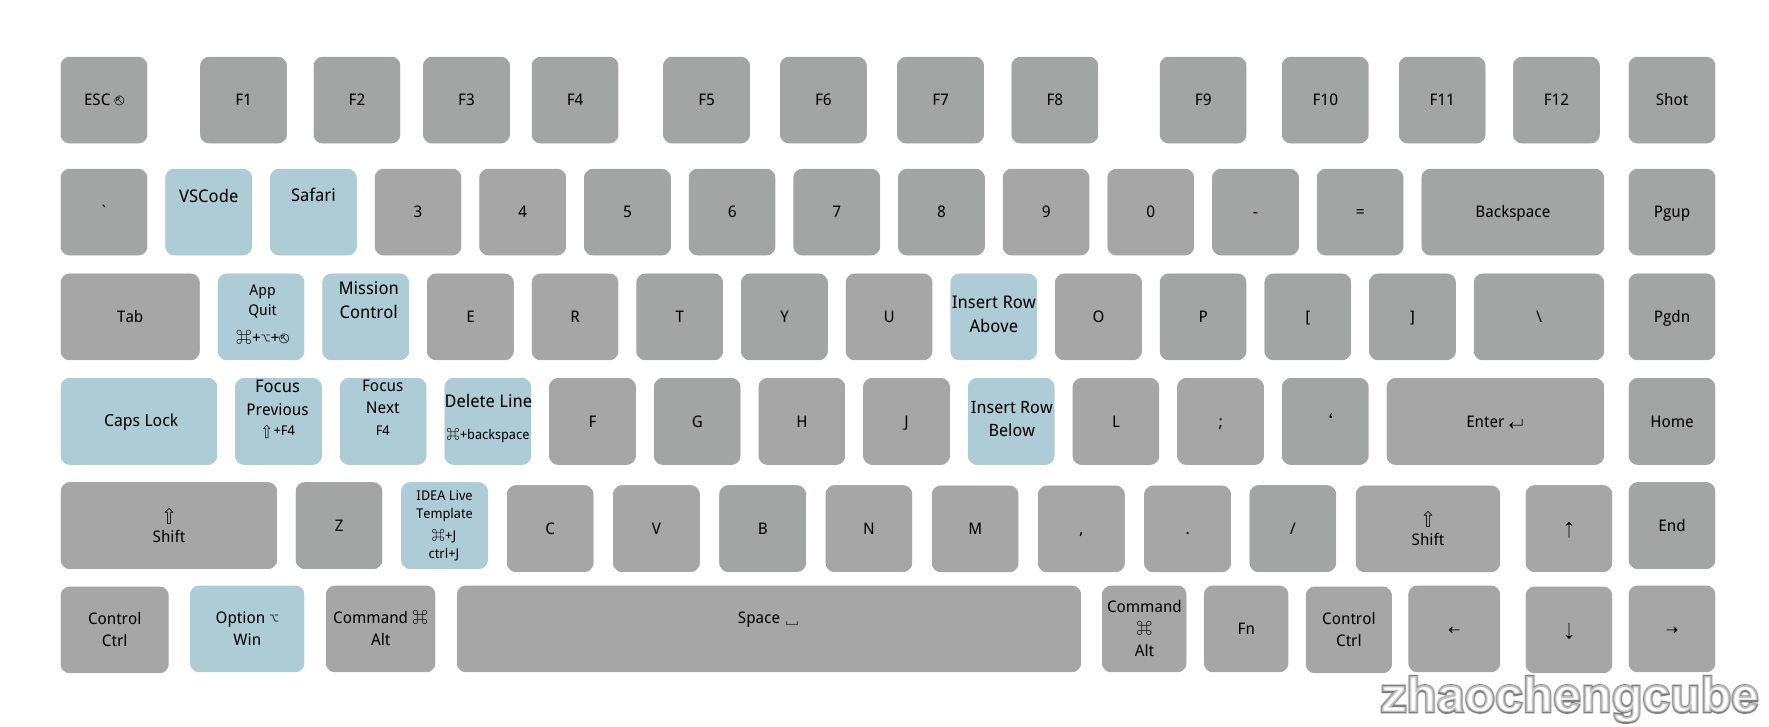 ESC ⎋ F1 F2 F3 F4 F5 F6 F7 F8 F9 F10 F11 F12 Shot
` VSCode Safari 3 4 5 6 7 8 9 0 - = Backspace Pgup
Tab
App
Quit
⌘+⌥+⎋
Mission
Control
E R T Y U
Insert Row
Above
O P [ ] \ Pgdn
Caps Lock
Focus
Previous
⇧+F4
Focus
Next
F4
Delete Line
⌘+backspace
F G H J
Insert Row
Below
L ; ‘ Enter ↵ Home
⇧
Shift
Z
IDEA Live
Template
⌘+J
ctrl+J
C V B N M , . /
⇧
Shift
↑ End
Control
Ctrl
Option ⌥
Win
Command ⌘
Alt
Space ⎵
Command
⌘
Alt
Fn
Control
Ctrl
← ↓ →
zhaochengcube